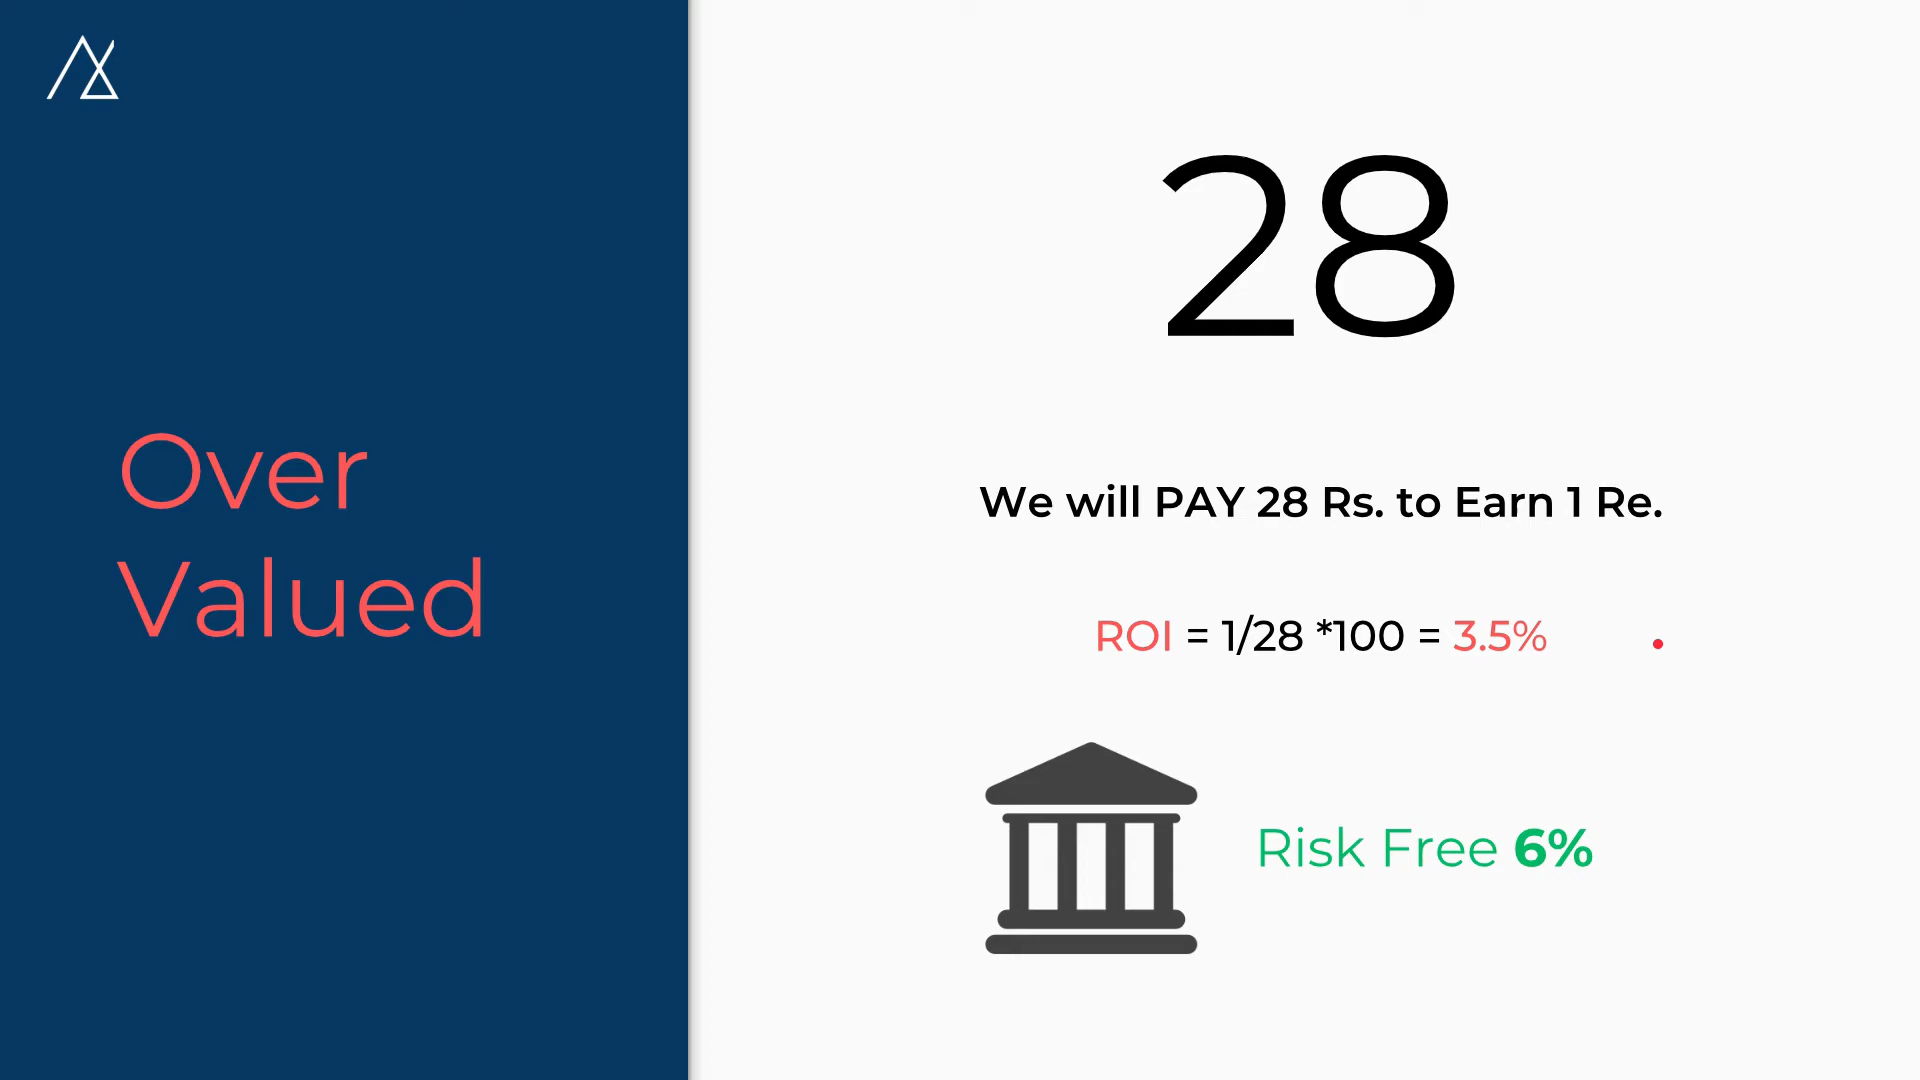 Over
Valued
28
We will PAY 28 Rs. to Earn 1 Re.
ROI = 1/28 *100 = 3.5%
Risk Free 6%